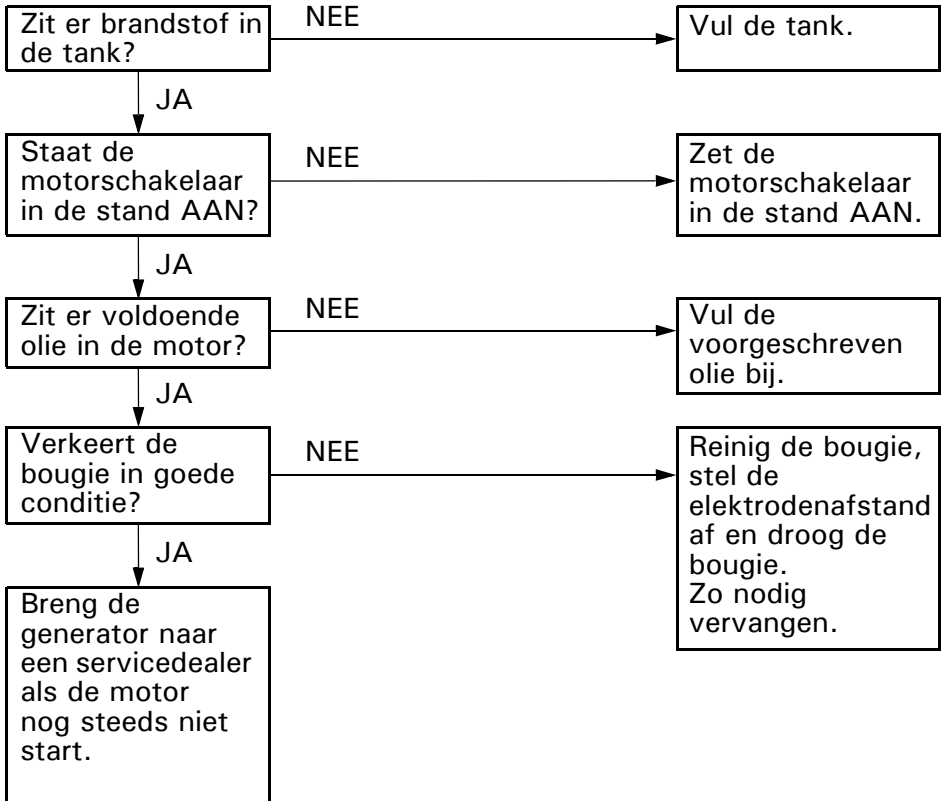 Zit er brandstof in
de tank?
NEE
Vul de tank.
JA
Staat de
motorschakelaar
in de stand AAN?
NEE
Zet de
motorschakelaar
in de stand AAN.
JA
Zit er voldoende
olie in de motor?
NEE
Vul de
voorgeschreven
olie bij.
JA
Verkeert de
bougie in goede
conditie?
NEE
Reinig de bougie,
stel de
elektrodenafstand
af en droog de
bougie.
Zo nodig
vervangen.
JA
Breng de
generator naar
een servicedealer
als de motor
nog steeds niet
start.